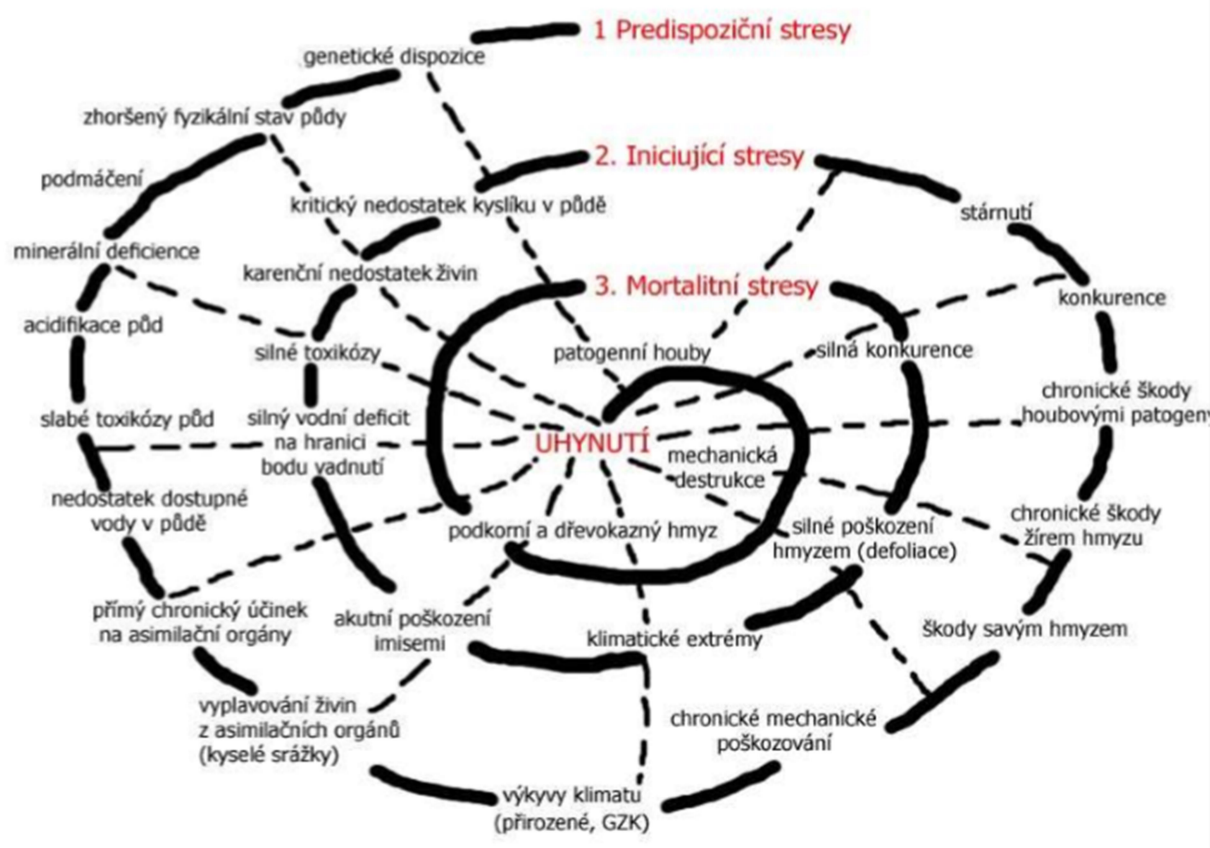 1 Predispoziční stresy
genetické dispozice
zhoršený fyzikální stav půdy
podmáčení
minerální deficience
acidifikace půd
slabé toxikózy půd
nedostatek dostupné
vody v půdě
přímý chronický účinek
na asimilační orgány
vyplavování živin
z asimilačních orgánů
(kyselé srážky)
výkyvy klimatu
(přirozené, GZK)
chronické mechanické
poškozování
škody savým hmyzem
chronické škody
žírem hmyzu
chronické škody
houbovými patogeny
konkurence
stárnutí
2. Iniciující stresy
kritický nedostatek kyslíku v půdě
karenční nedostatek živin
silné toxikózy
silný vodní deficit
na hranici
bodu vadnutí
akutní poškození
imisemi
klimatické extrémy
silné poškození
hmyzem (defoliace)
silná konkurence
3. Mortalitní stresy
patogenní houby
mechanická
destrukce
podkorní a dřevokazný hmyz
UHYNUTÍ